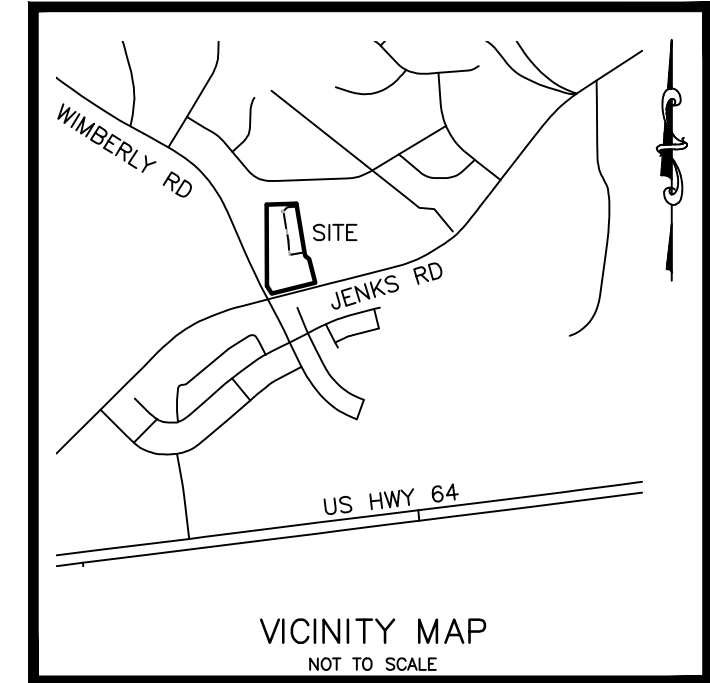 WIMBERLY RD
SITE
JENKS RD
US HWY 64
VICINITY MAP
NOT TO SCALE